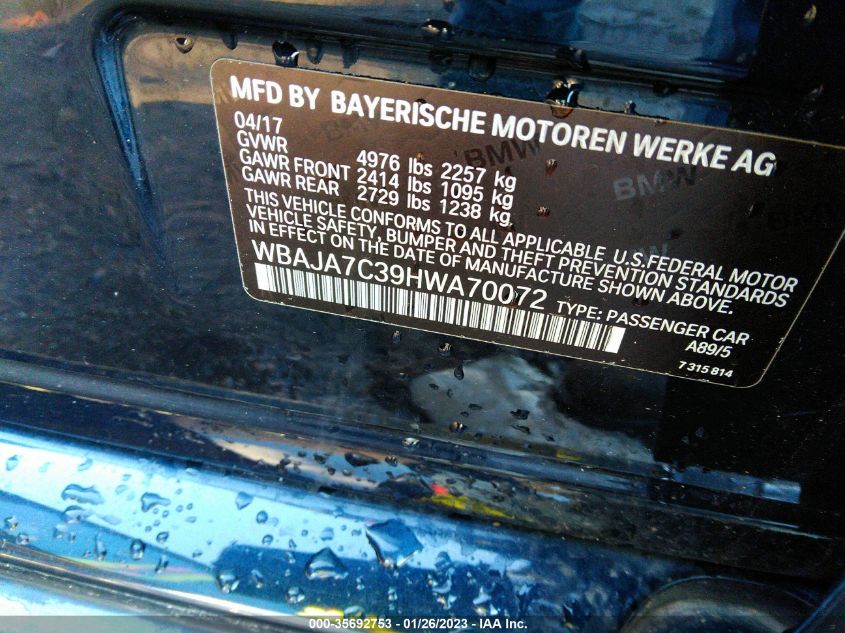 MFD BY BAYERISCHE MOTOREN WERKE AG
04/17
GVWR 4976 lbs 2257 kg
GAWR FRONT 2414 lbs 1095 kg
GAWR REAR 2729 lbs 1238 kg
THIS VEHICLE CONFORMS TO ALL APPLICABLE U.S.FEDERAL MOTOR
VEHICLE SAFETY, BUMPER AND THEFT PREVENTION STANDARDS
IN EFFECT ON THE DATE OF MANUFACTURE SHOWN ABOVE.
WBAJA7C39HWA70072 TYPE: PASSENGER CAR
A89/5
7 315 814
BMW
BMW
BMW
000-35692753 - 01/26/2023 - IAA Inc.